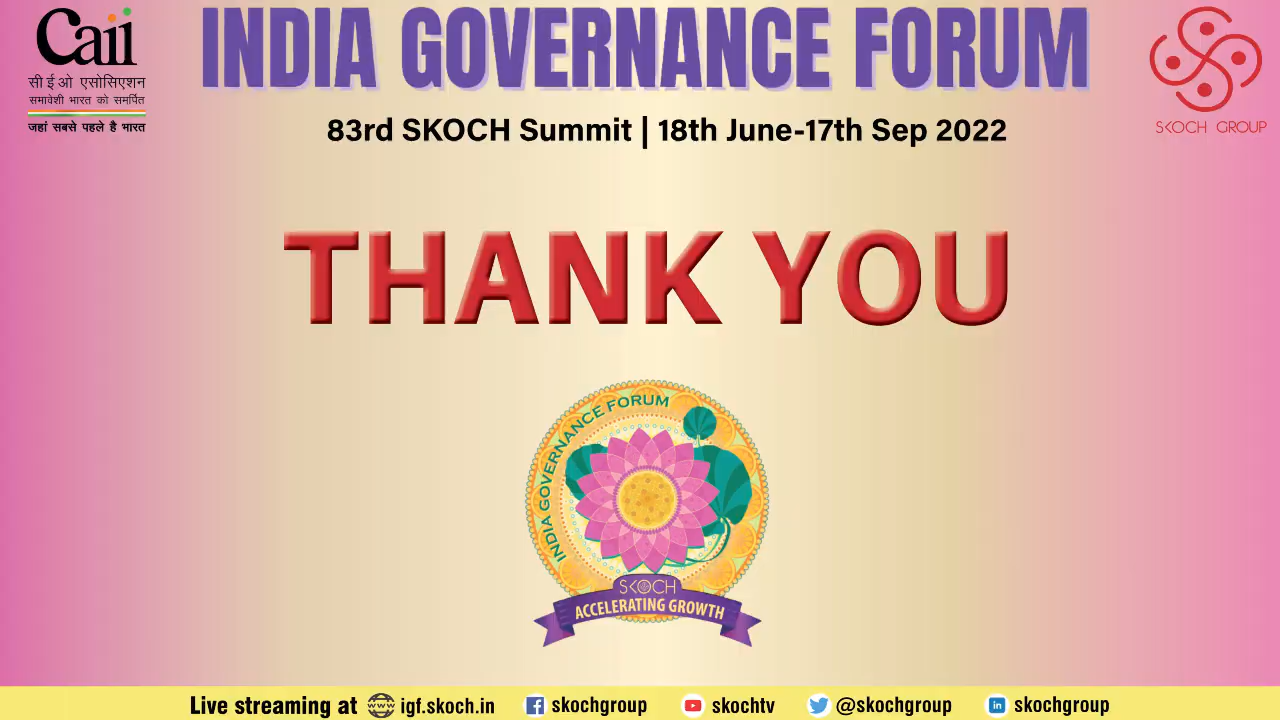 Caii
सी ई ओ एसोसिएशन
समावेशी भारत को समर्पित
जहां सबसे पहले है भारत
INDIA GOVERNANCE FORUM
83rd SKOCH Summit | 18th June-17th Sep 2022
SKOCH GROUP
THANK YOU
INDIA GOVERNANCE FORUM
SKOCH
ACCELERATING GROWTH
Live streaming at igf.skoch.in skochgroup skochtv @skochgroup skochgroup